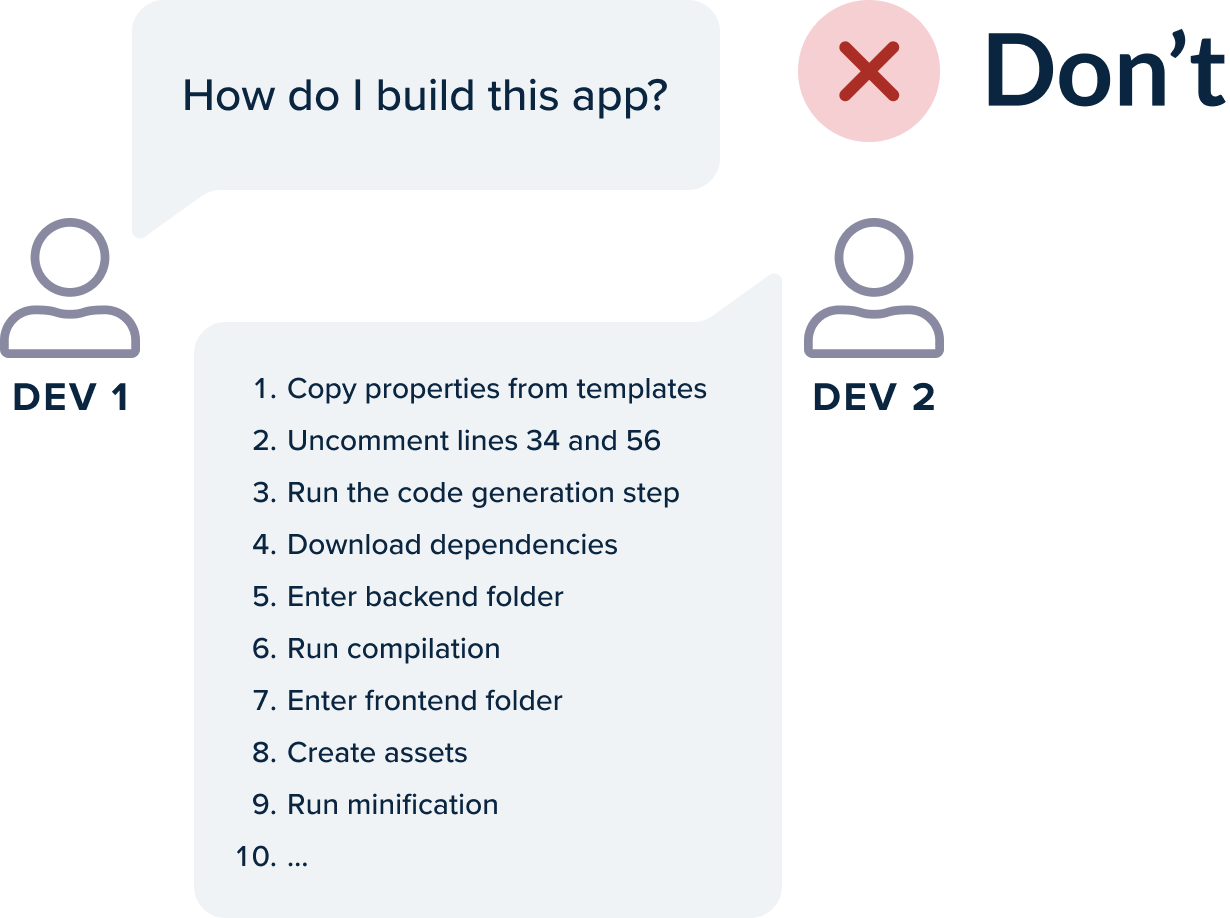 How do I build this app?
Don’t
DEV 1
DEV 2
1. Copy properties from templates
2. Uncomment lines 34 and 56
3. Run the code generation step
4. Download dependencies
5. Enter backend folder
6. Run compilation
7. Enter frontend folder
8. Create assets
9. Run minification
10. ...